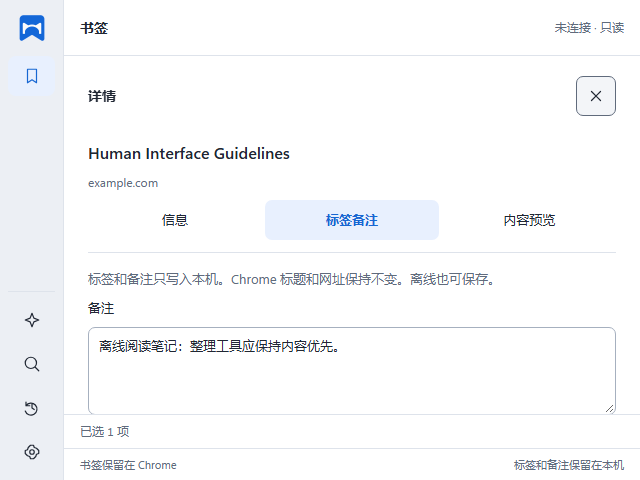 书签
未连接 · 只读
详情
Human Interface Guidelines
example.com
信息 标签备注 内容预览
标签和备注只写入本机。Chrome 标题和网址保持不变。离线也可保存。
备注
离线阅读笔记：整理工具应保持内容优先。
已选 1 项
书签保留在 Chrome
标签和备注保留在本机